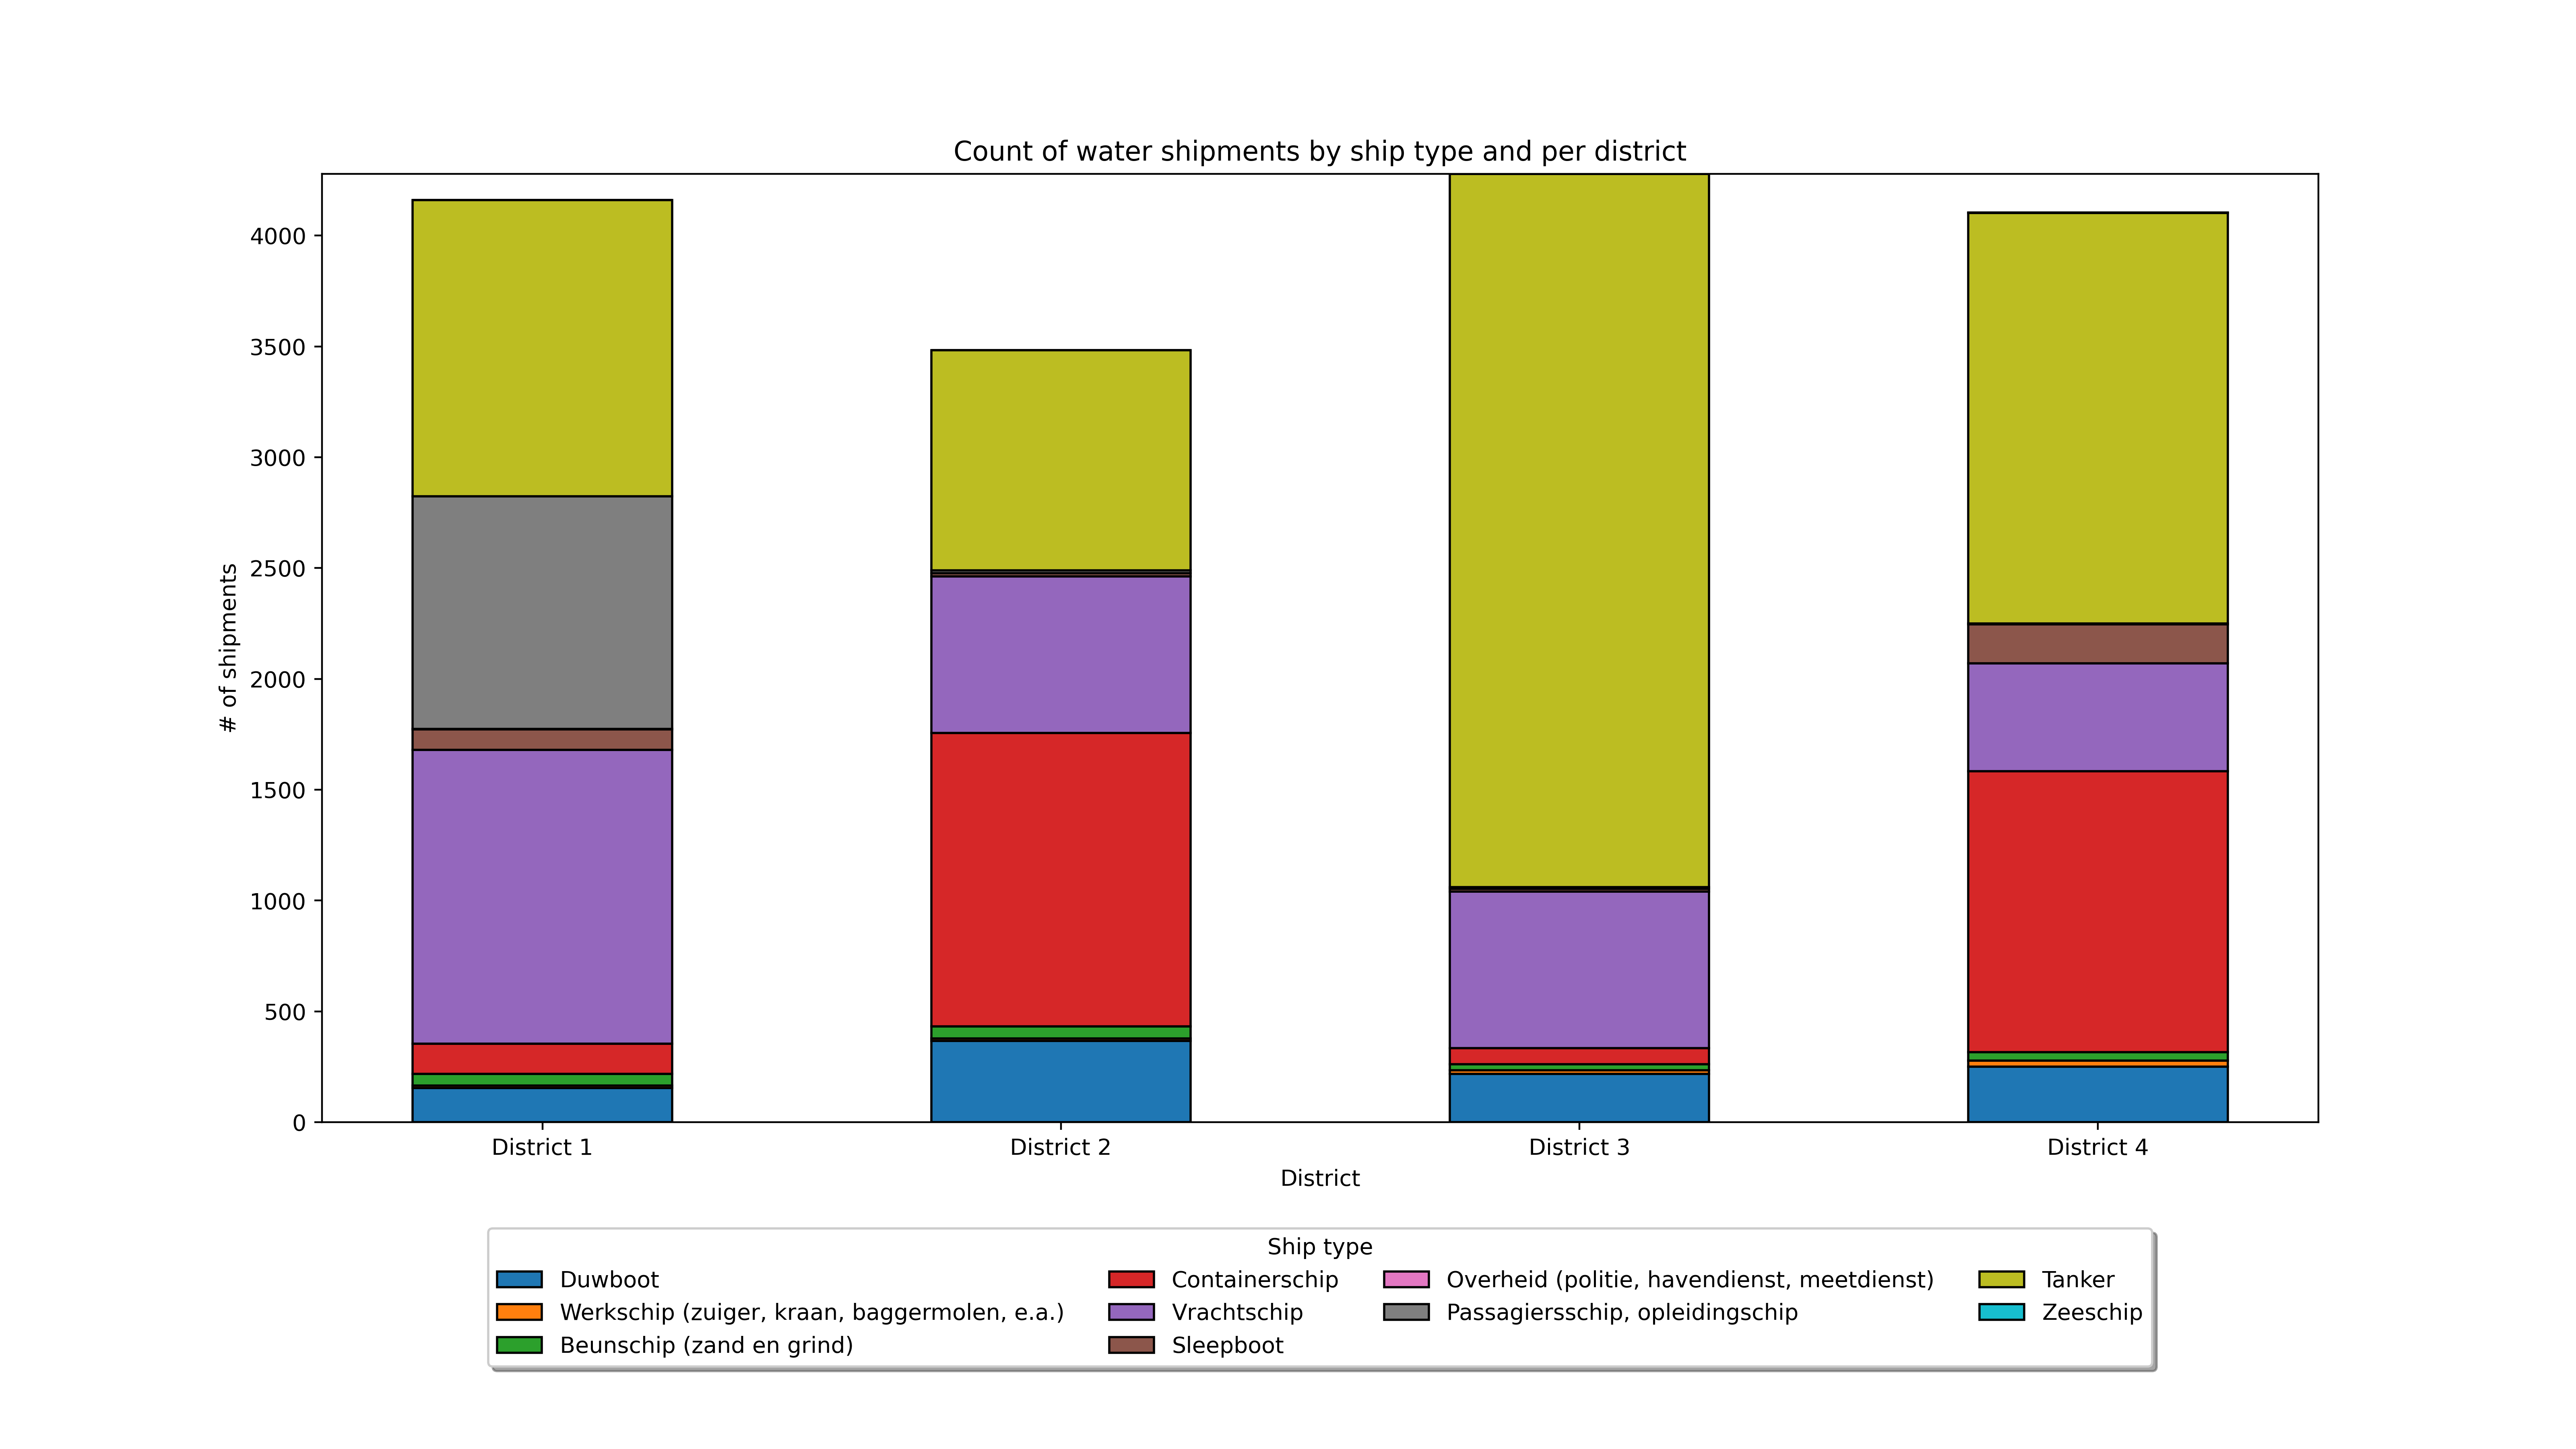 Count of water shipments by ship type and per district
# of shipments
4000
3500
3000
2500
2000
1500
1000
500
0
District 1 District 2 District 3 District 4
District
Ship type
Duwboot
Werkschip (zuiger, kraan, baggermolen, e.a.)
Beunschip (zand en grind)
Containerschip
Vrachtschip
Sleepboot
Overheid (politie, havendienst, meetdienst)
Passagiersschip, opleidingschip
Tanker
Zeeschip